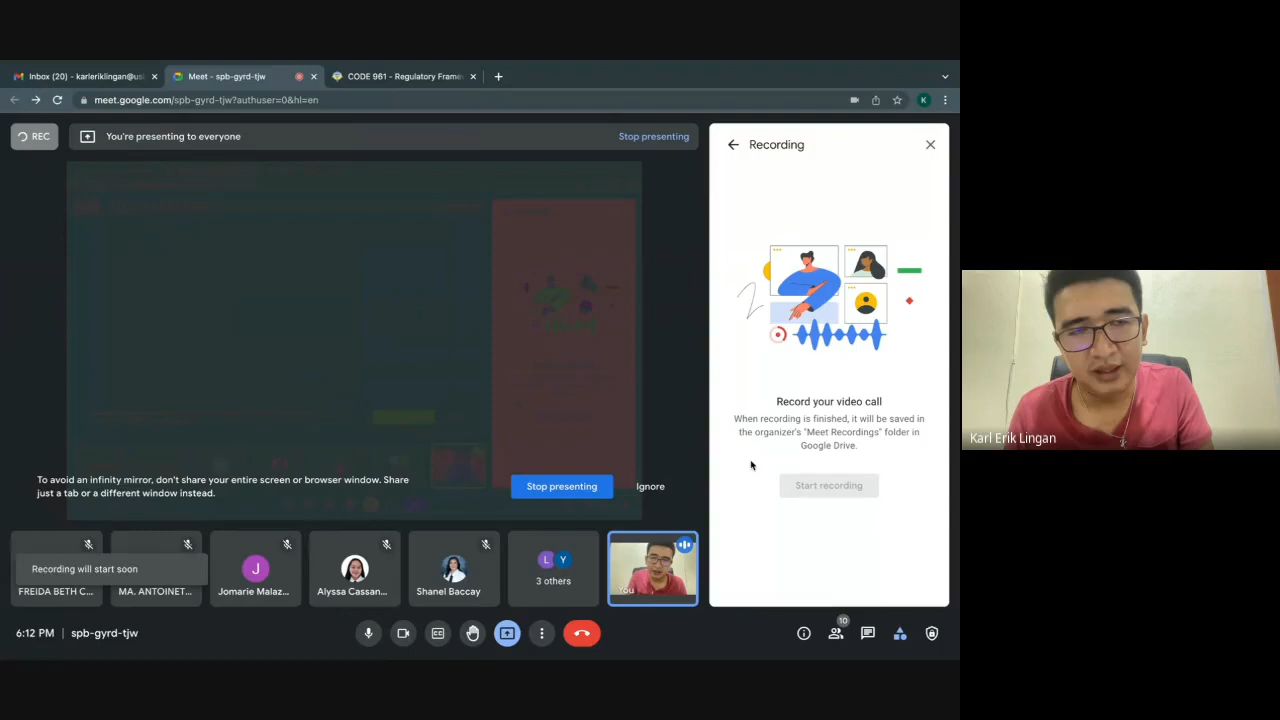 Inbox (20) - karleriklingan@us
Meet - spb-gyrd-tjw
CODE 961 - Regulatory Frame
meet.google.com/spb-gyrd-tjw?authuser=0&hl=en
K
REC
You're presenting to everyone
Stop presenting
Recording
Record your video call
When recording is finished, it will be saved in
the organizer's "Meet Recordings" folder in
Google Drive.
Start recording
To avoid an infinity mirror, don't share your entire screen or browser window. Share
just a tab or a different window instead.
Stop presenting
Ignore
Recording will start soon
FREIDA BETH C...
MA. ANTOINET...
J
Jomarie Malaz...
Alyssa Cassan...
Shanel Baccay
L Y
3 others
You
6:12 PM | spb-gyrd-tjw
CC
10
Karl Erik Lingan